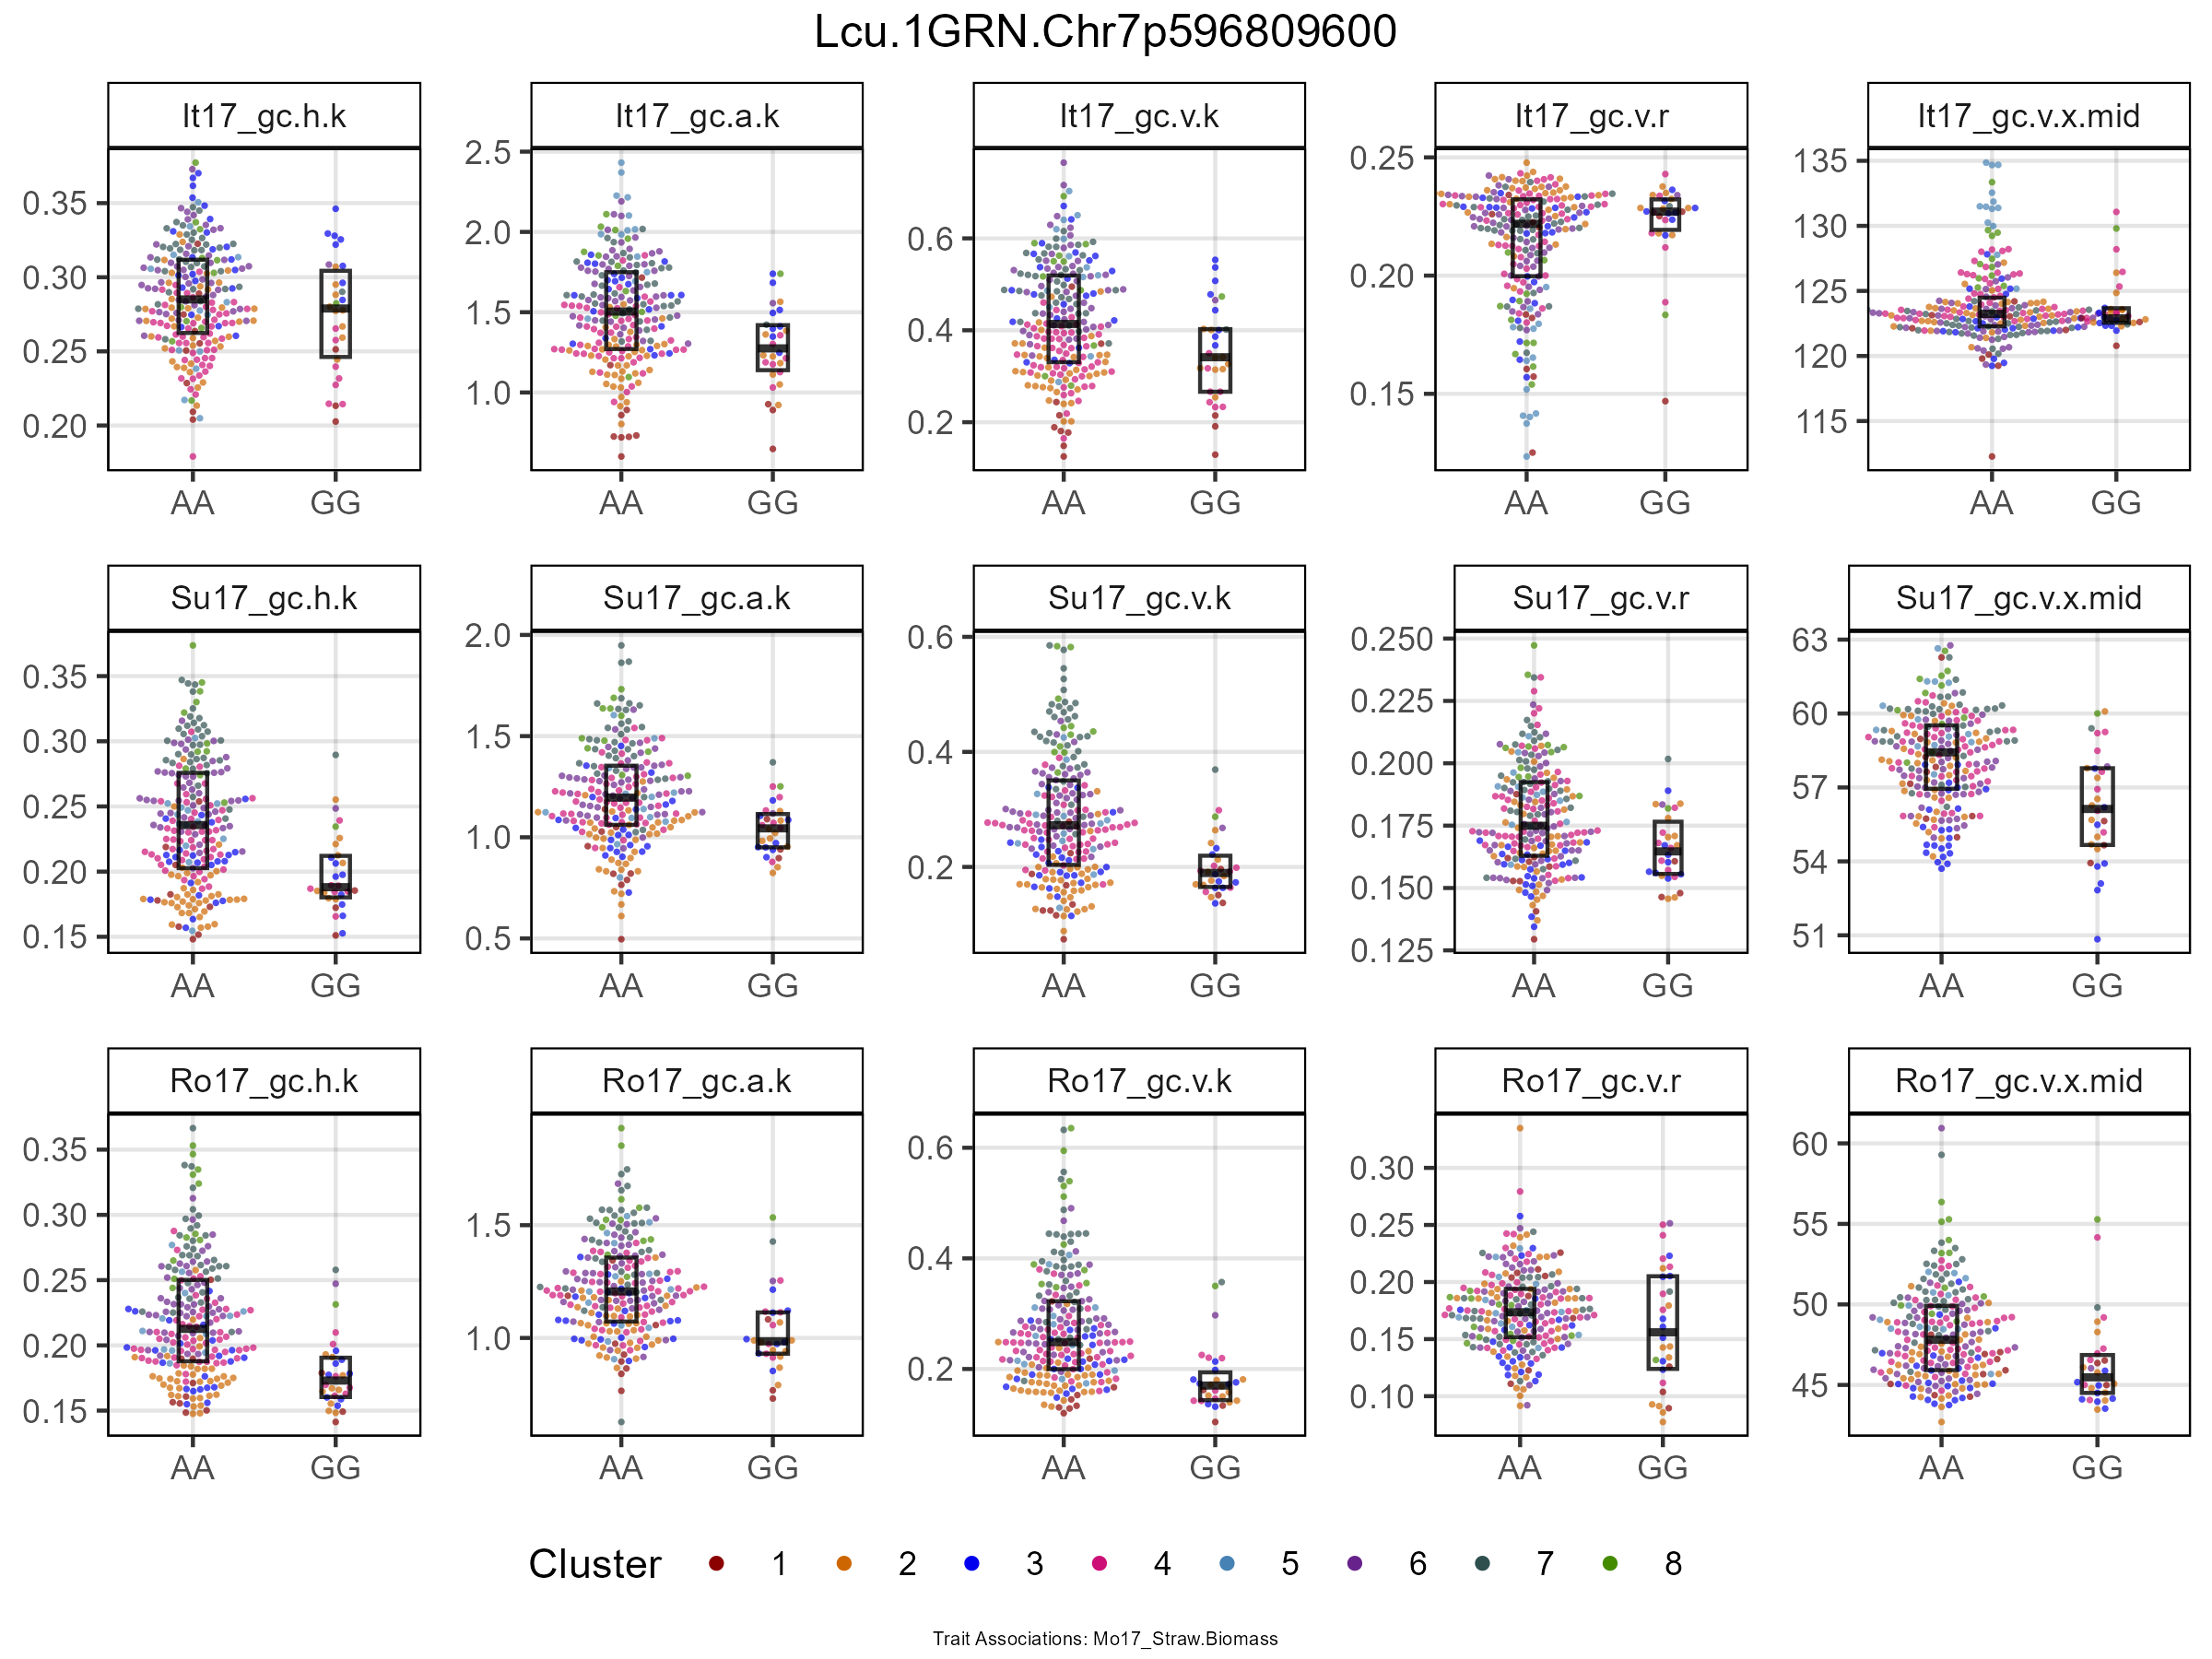 Lcu.1GRN.Chr7p596809600
It17_gc.h.k It17_gc.a.k It17_gc.v.k It17_gc.v.r It17_gc.v.x.mid
0.35 0.30 0.25 0.20
2.5 2.0 1.5 1.0
0.6 0.4 0.2
0.25 0.20 0.15
135 130 125 120 115
AA GG AA GG AA GG AA GG AA GG
Su17_gc.h.k Su17_gc.a.k Su17_gc.v.k Su17_gc.v.r Su17_gc.v.x.mid
0.35 0.30 0.25 0.20 0.15
2.0 1.5 1.0 0.5
0.6 0.4 0.2
0.250 0.225 0.200 0.175 0.150 0.125
63 60 57 54 51
AA GG AA GG AA GG AA GG AA GG
Ro17_gc.h.k Ro17_gc.a.k Ro17_gc.v.k Ro17_gc.v.r Ro17_gc.v.x.mid
0.35 0.30 0.25 0.20 0.15
1.5 1.0
0.6 0.4 0.2
0.30 0.25 0.20 0.15 0.10
60 55 50 45
AA GG AA GG AA GG AA GG AA GG
Cluster 1 2 3 4 5 6 7 8
Trait Associations: Mo17_Straw.Biomass